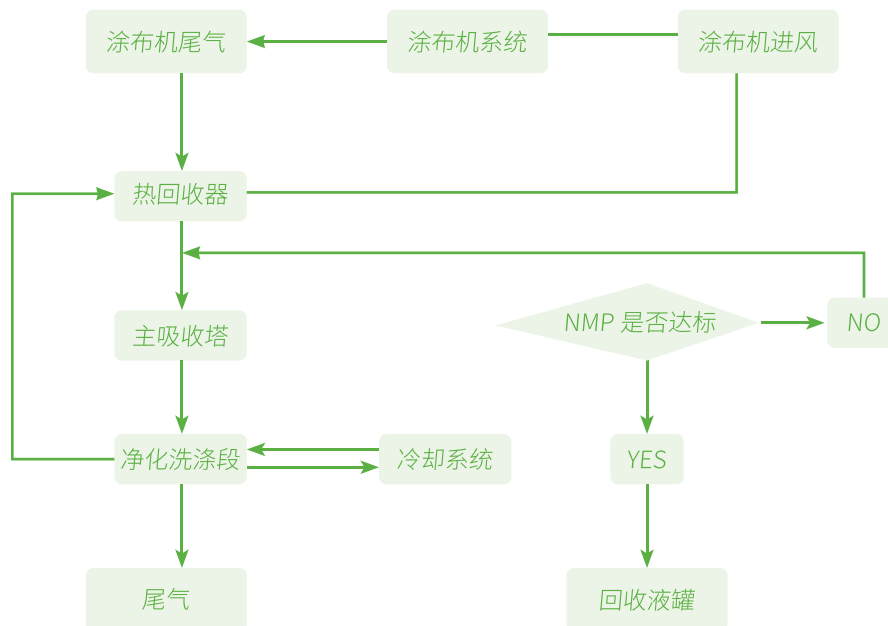 涂布机尾气
涂布机系统
涂布机进风
热回收器
NMP 是否达标
NO
主吸收塔
净化洗涤段
冷却系统
YES
尾气
回收液罐